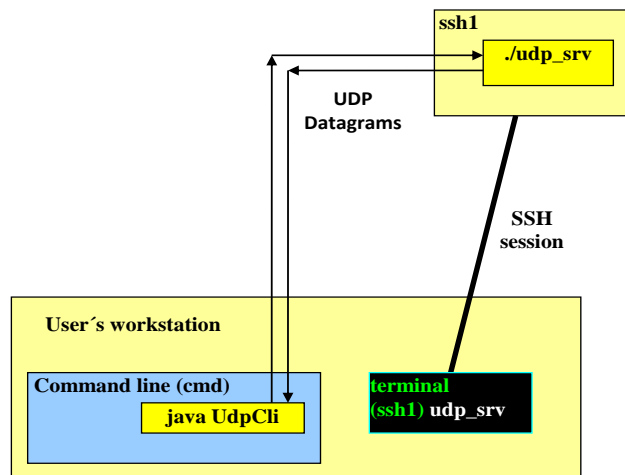 ssh1
./udp_srv
UDP
Datagrams
SSH
session
User´s workstation
Command line (cmd)
java UdpCli
terminal
(ssh1) udp_srv